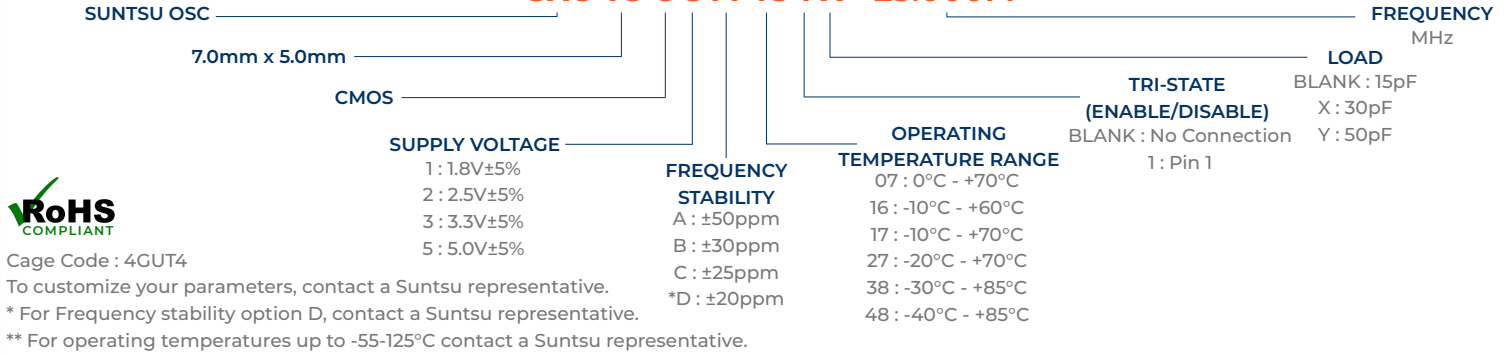 SUNTSU OSC
FREQUENCY
MHz
7.0mm x 5.0mm
LOAD
BLANK : 15pF
X : 30pF
Y : 50pF
CMOS
TRI-STATE
(ENABLE/DISABLE)
BLANK : No Connection
1 : Pin 1
SUPPLY VOLTAGE
1 : 1.8V±5%
2 : 2.5V±5%
3 : 3.3V±5%
5 : 5.0V±5%
FREQUENCY
STABILITY
A : ±50ppm
B : ±30ppm
C : ±25ppm
*D : ±20ppm
OPERATING
TEMPERATURE RANGE
07 : 0°C - +70°C
16 : -10°C - +60°C
17 : -10°C - +70°C
27 : -20°C - +70°C
38 : -30°C - +85°C
48 : -40°C - +85°C
RoHS
COMPLIANT
Cage Code : 4GUT4
To customize your parameters, contact a Suntsu representative.
* For Frequency stability option D, contact a Suntsu representative.
** For operating temperatures up to -55-125°C contact a Suntsu representative.